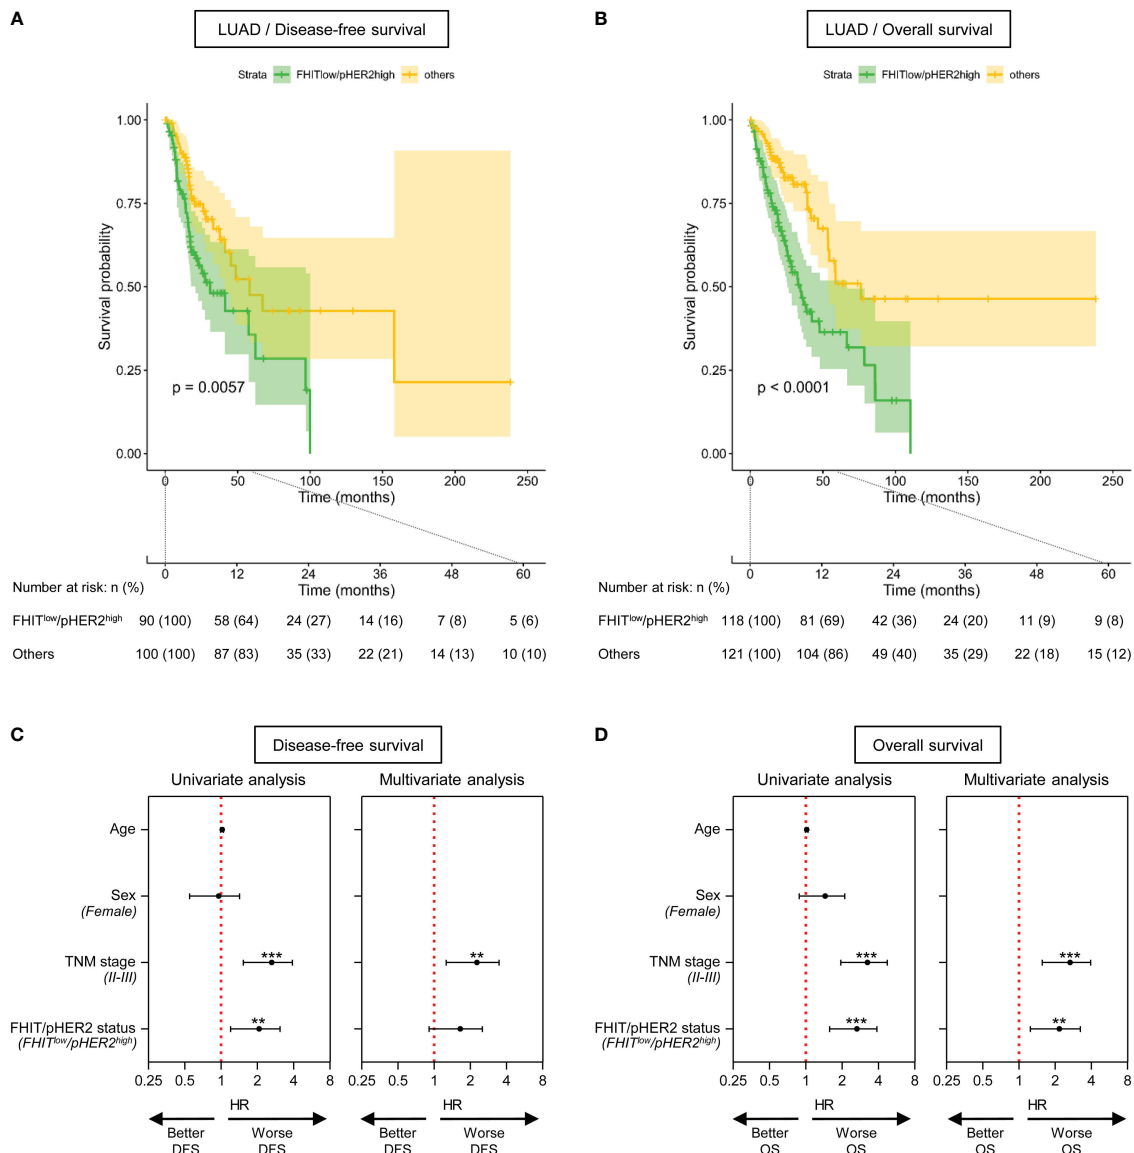 A
LUAD / Disease-free survival
Strata FHITlow/pHER2high others
Survival probability
1.00
0.75
0.50
0.25
0.00
p = 0.0057
0 50 100 150 200 250
Time (months)
0 12 24 36 48 60
Time (months)
Number at risk: n (%)
FHITlow/pHER2high 90 (100) 58 (64) 24 (27) 14 (16) 7 (8) 5 (6)
Others 100 (100) 87 (83) 35 (33) 22 (21) 14 (13) 10 (10)
B
LUAD / Overall survival
Strata FHITlow/pHER2high others
Survival probability
1.00
0.75
0.50
0.25
0.00
p < 0.0001
0 50 100 150 200 250
Time (months)
0 12 24 36 48 60
Time (months)
Number at risk: n (%)
FHITlow/pHER2high 118 (100) 81 (69) 42 (36) 24 (20) 11 (9) 9 (8)
Others 121 (100) 104 (86) 49 (40) 35 (29) 22 (18) 15 (12)
C
Disease-free survival
Univariate analysis Multivariate analysis
Age
Sex
(Female)
TNM stage *** **
(II-III)
FHIT/pHER2 status **
(FHITlow/pHER2high)
0.25 0.5 1 2 4 8 0.25 0.5 1 2 4 8
HR HR
Better Worse Better Worse
DFS DFS DFS DFS
D
Overall survival
Univariate analysis Multivariate analysis
Age
Sex
(Female)
TNM stage *** ***
(II-III)
FHIT/pHER2 status *** **
(FHITlow/pHER2high)
0.25 0.5 1 2 4 8 0.25 0.5 1 2 4 8
HR HR
Better Worse Better Worse
OS OS OS OS